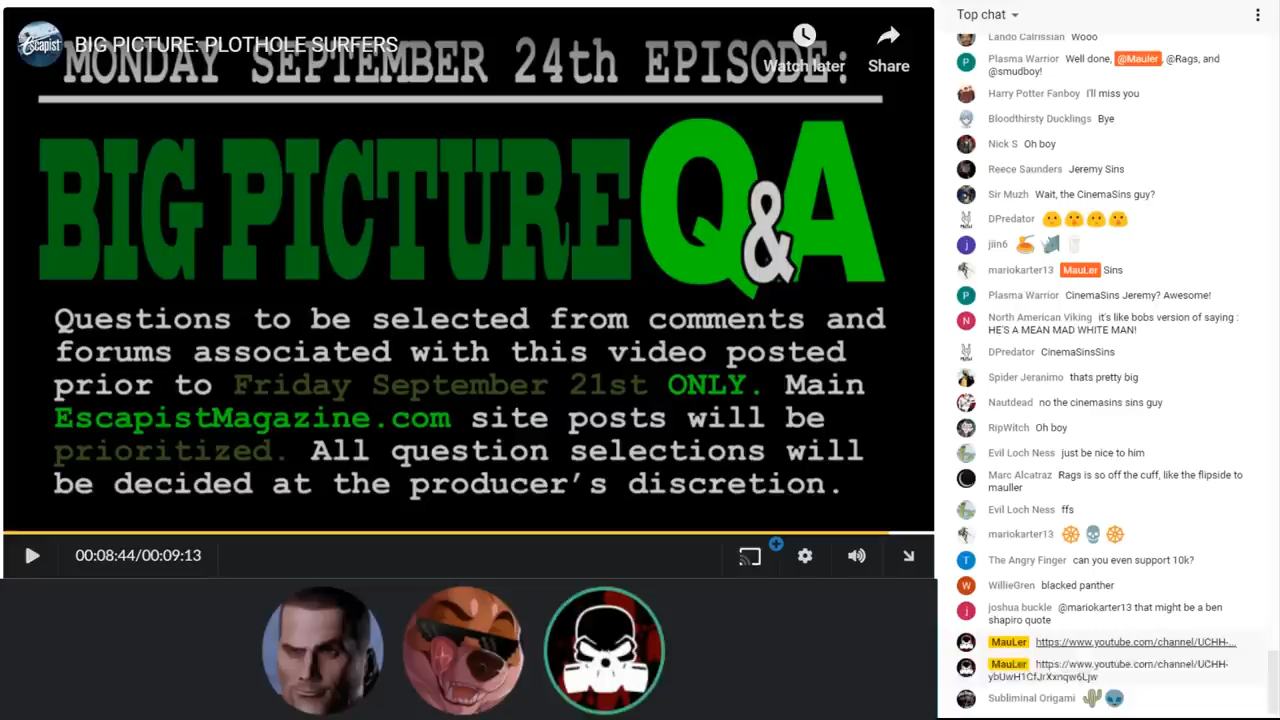 Escapist
BIG PICTURE: PLOTHOLE SURFERS
MONDAY SEPTEMBER 24th EPISODE:
Watch later
Share
BIG PICTURE Q&A
Questions to be selected from comments and
forums associated with this video posted
prior to Friday September 21st ONLY. Main
EscapistMagazine.com site posts will be
prioritized. All question selections will
be decided at the producer's discretion.
00:08:44/00:09:13
Top chat
Lando Calrissian Wooo
P Plasma Warrior Well done, @Mauler, @Rags, and
@smudboy!
Harry Potter Fanboy I'll miss you
Bloodthirsty Ducklings Bye
Nick S Oh boy
Reece Saunders Jeremy Sins
Sir Muzh Wait, the CinemaSins guy?
DPredator
j jiin6
mariokarter13 MauLer Sins
P Plasma Warrior CinemaSins Jeremy? Awesome!
N North American Viking it's like bobs version of saying :
HE'S A MEAN MAD WHITE MAN!
DPredator CinemaSinsSins
Spider Jeranimo thats pretty big
Nautdead no the cinemasins sins guy
RipWitch Oh boy
Evil Loch Ness just be nice to him
Marc Alcatraz Rags is so off the cuff, like the flipside to
mauller
Evil Loch Ness ffs
mariokarter13
T The Angry Finger can you even support 10k?
W WillieGren blacked panther
j joshua buckle @mariokarter13 that might be a ben
shapiro quote
MauLer https://www.youtube.com/channel/UCHH-...
MauLer https://www.youtube.com/channel/UCHH-
ybUwH1CfJrXxnqw6Ljw
Subliminal Origami